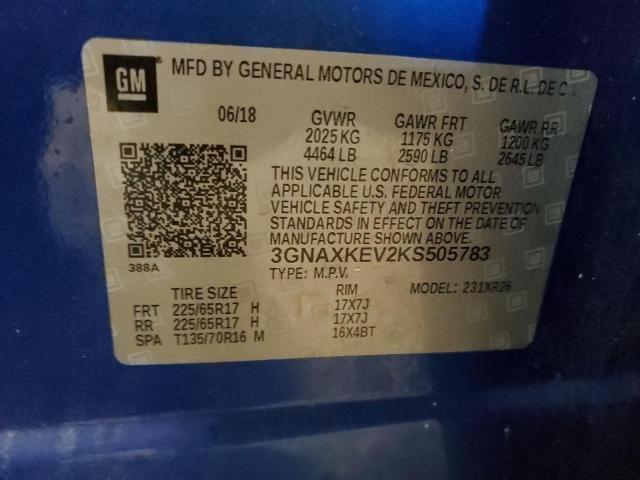 GM
MFD BY GENERAL MOTORS DE MEXICO, S. DE R.L. DE C
06/18 GVWR GAWR FRT GAWR RR
2025 KG 1175 KG 1200 KG
4464 LB 2590 LB 2645 LB
THIS VEHICLE CONFORMS TO ALL
APPLICABLE U.S. FEDERAL MOTOR
VEHICLE SAFETY AND THEFT PREVENTION
STANDARDS IN EFFECT ON THE DATE OF
MANUFACTURE SHOWN ABOVE.
388A 3GNAXKEV2KS505783
TYPE: M.P.V. MODEL: 231XR26
TIRE SIZE RIM
FRT 225/65R17 H 17X7J
RR 225/65R17 H 17X7J
SPA T135/70R16 M 16X4BT